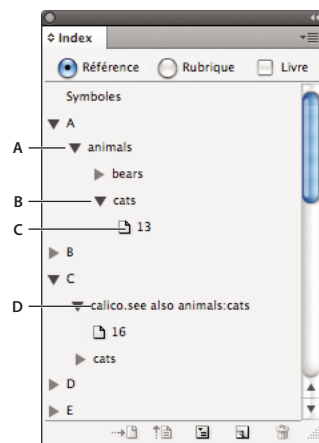 Index
Référence Rubrique Livre
Symboles
A
A animals
bears
B cats
C 13
B
C
D calico.see also animals:cats
16
cats
D
E